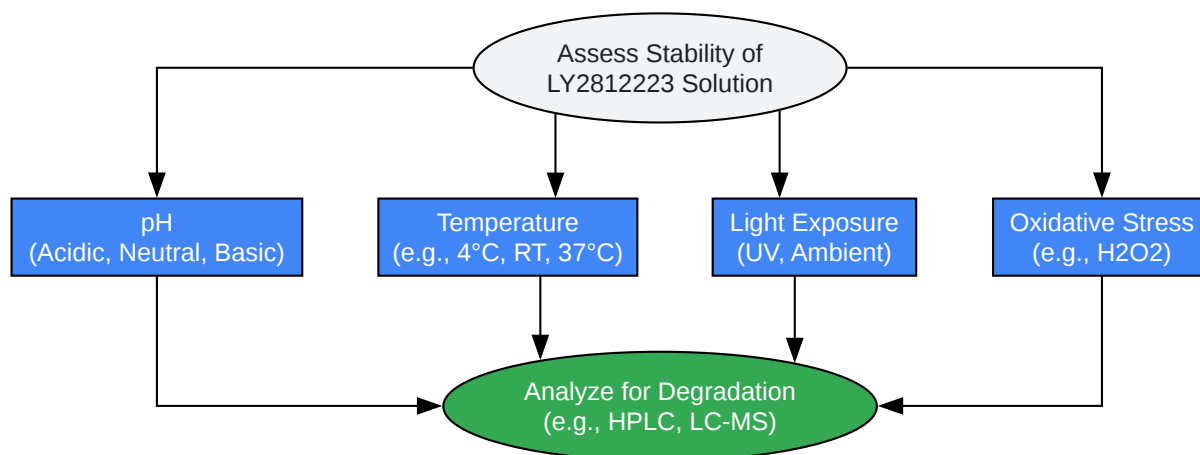 Assess Stability of
LY2812223 Solution
pH
(Acidic, Neutral, Basic)
Temperature
(e.g., 4°C, RT, 37°C)
Light Exposure
(UV, Ambient)
Oxidative Stress
(e.g., H2O2)
Analyze for Degradation
(e.g., HPLC, LC-MS)